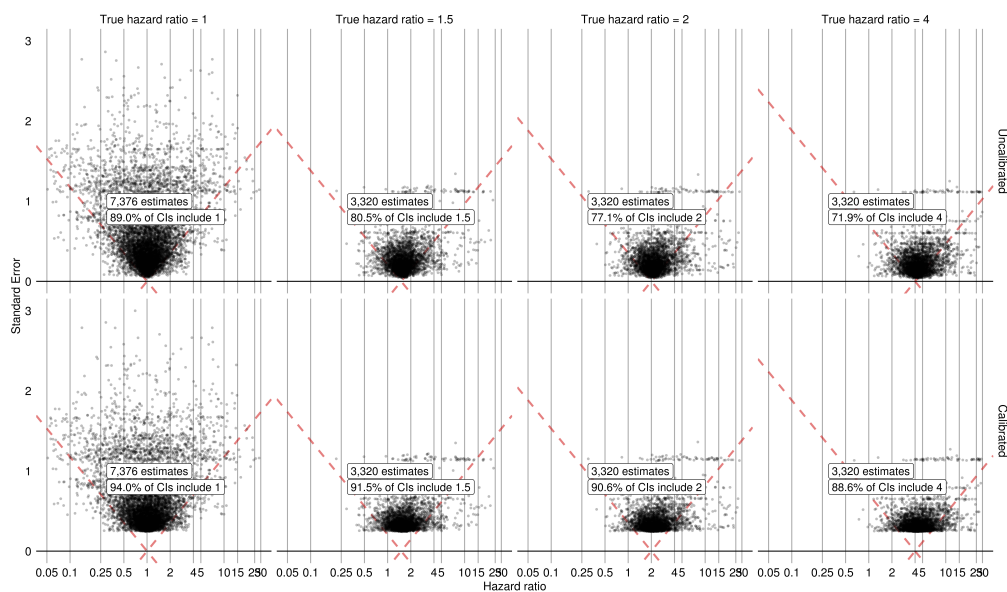 True hazard ratio = 1
True hazard ratio = 1.5
True hazard ratio = 2
True hazard ratio = 4
3
2
1
0
7,376 estimates
89.0% of CIs include 1
3,320 estimates
80.5% of CIs include 1.5
3,320 estimates
77.1% of CIs include 2
3,320 estimates
71.9% of CIs include 4
Uncalibrated
Standard Error
3
2
1
0
7,376 estimates
94.0% of CIs include 1
3,320 estimates
91.5% of CIs include 1.5
3,320 estimates
90.6% of CIs include 2
3,320 estimates
88.6% of CIs include 4
Calibrated
0.05 0.1 0.25 0.5 1 2 4 5 10 15 25 50
0.05 0.1 0.25 0.5 1 2 4 5 10 15 25 50
0.05 0.1 0.25 0.5 1 2 4 5 10 15 25 50
0.05 0.1 0.25 0.5 1 2 4 5 10 15 25 50
Hazard ratio